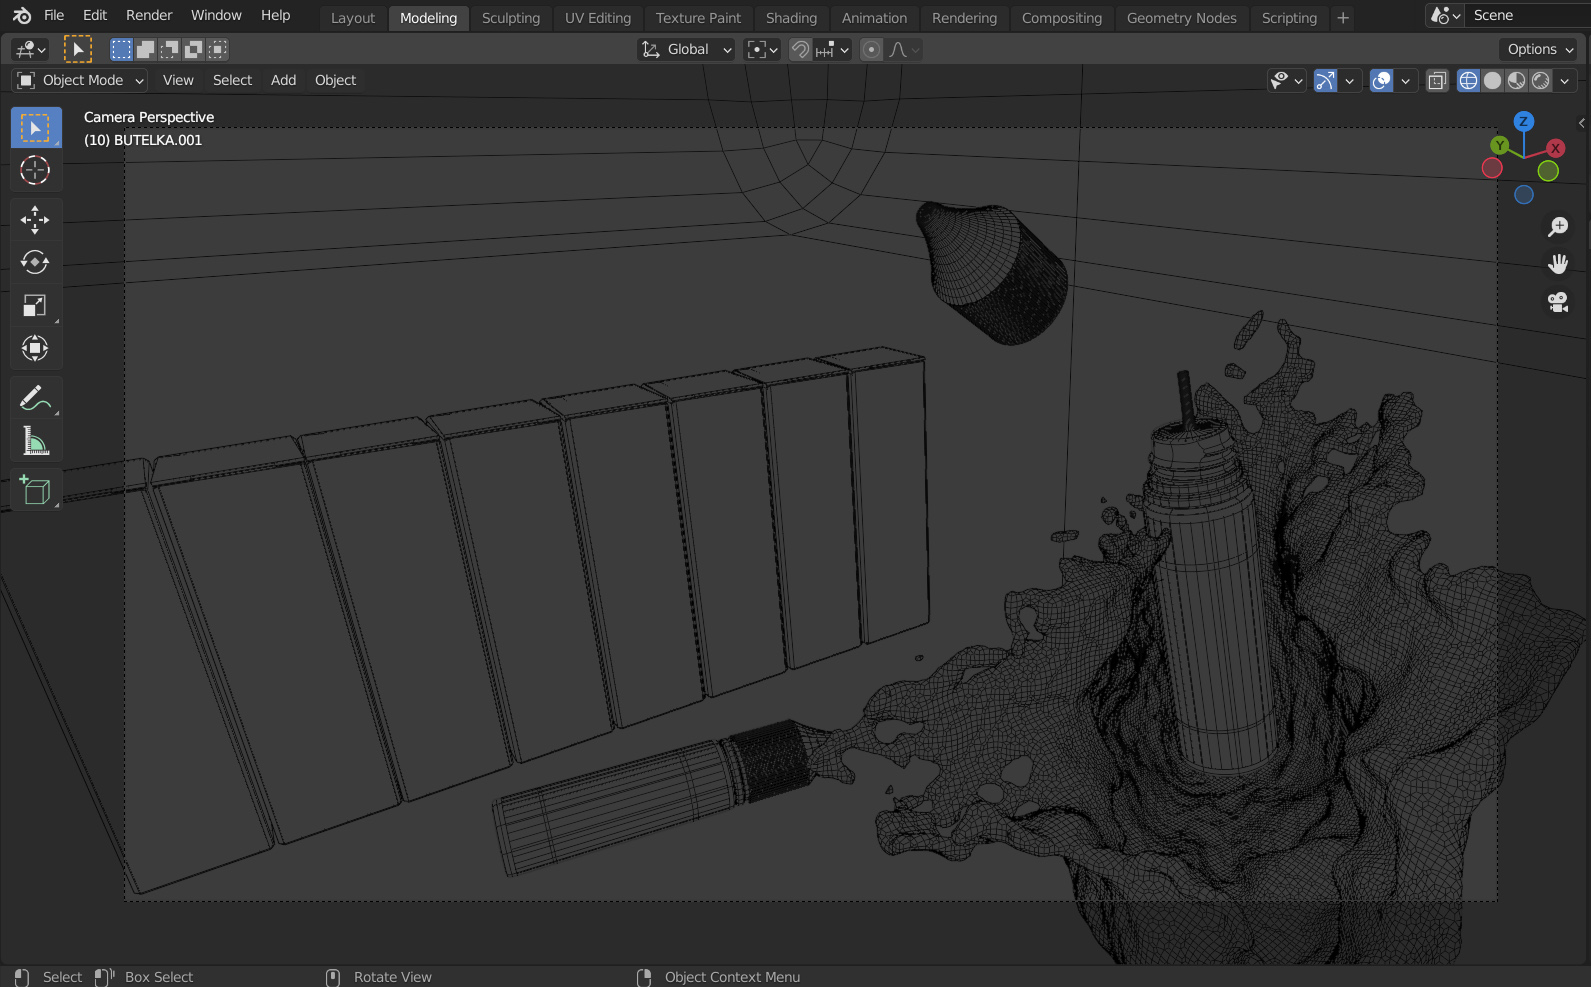 File Edit Render Window Help Layout Modeling Sculpting UV Editing Texture Paint Shading Animation Rendering Compositing Geometry Nodes Scripting + Scene
Global Options
Object Mode View Select Add Object
Camera Perspective
(10) BUTELKA.001
Z
Y
X
Select Box Select Rotate View Object Context Menu